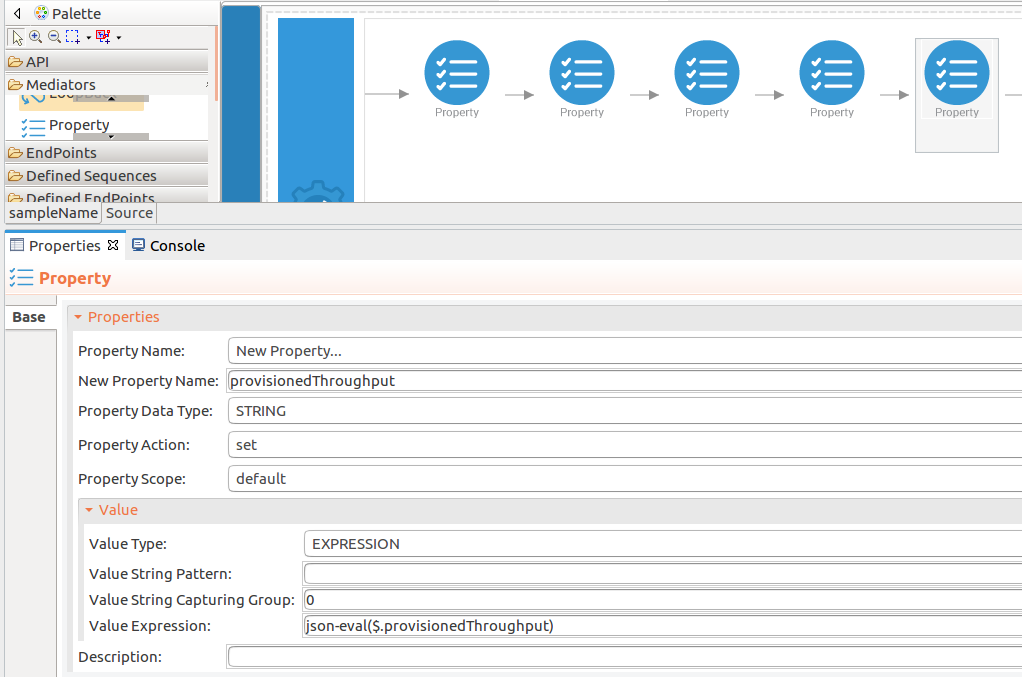 Palette
API
Mediators
Property
EndPoints
Defined Sequences
Defined EndPoints
Property Property Property Property Property
sampleName Source
Properties Console
Property
Base
Properties
Property Name: New Property...
New Property Name: provisionedThroughput
Property Data Type: STRING
Property Action: set
Property Scope: default
Value
Value Type: EXPRESSION
Value String Pattern:
Value String Capturing Group: 0
Value Expression: json-eval($.provisionedThroughput)
Description: